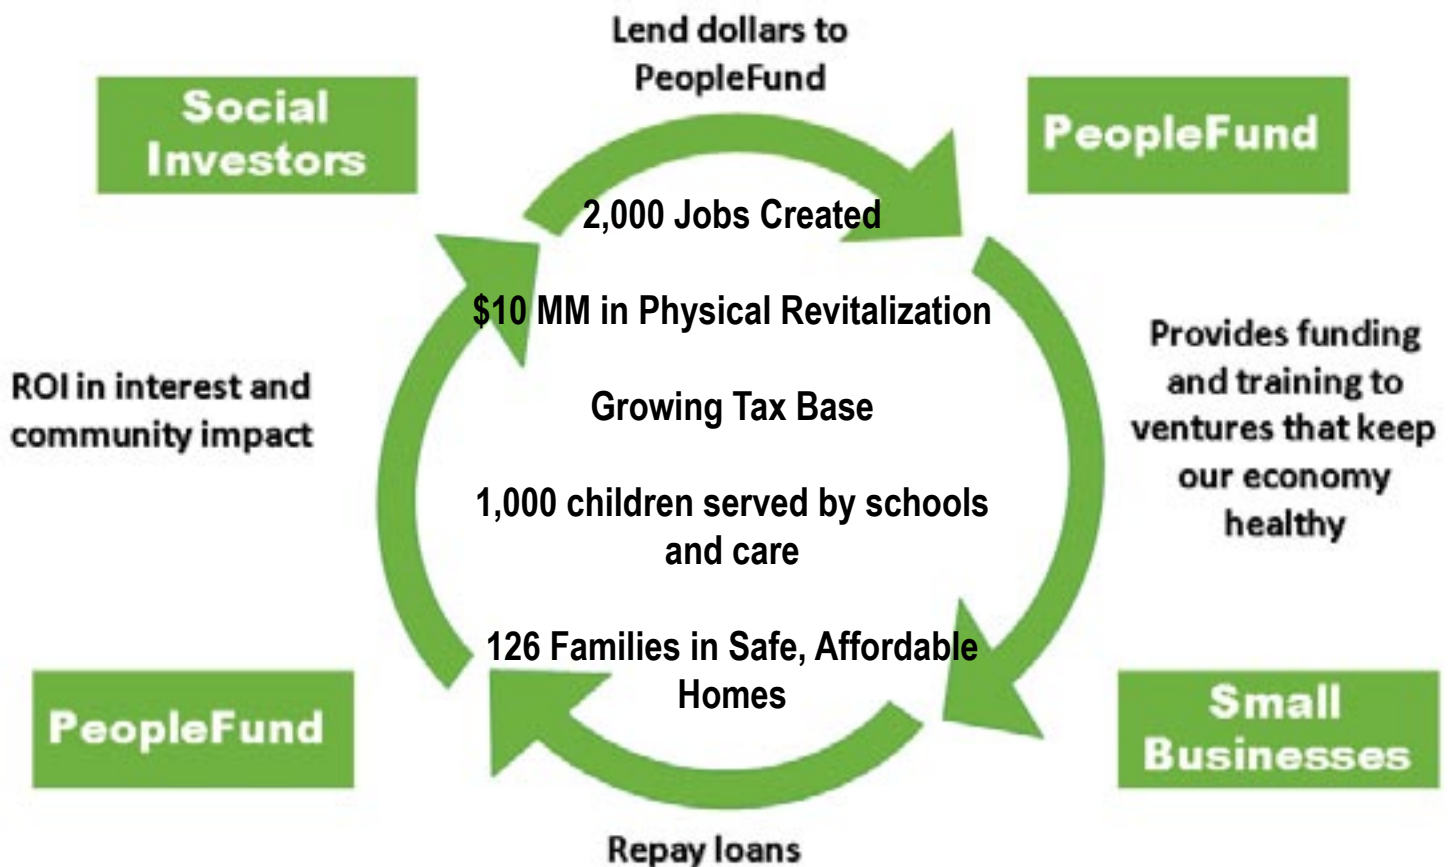 Lend dollars to
PeopleFund
Social
Investors
PeopleFund
2,000 Jobs Created
$10 MM in Physical Revitalization
Growing Tax Base
1,000 children served by schools
and care
126 Families in Safe, Affordable
Homes
ROI in interest and
community impact
Provides funding
and training to
ventures that keep
our economy
healthy
PeopleFund
Small
Businesses
Repay loans